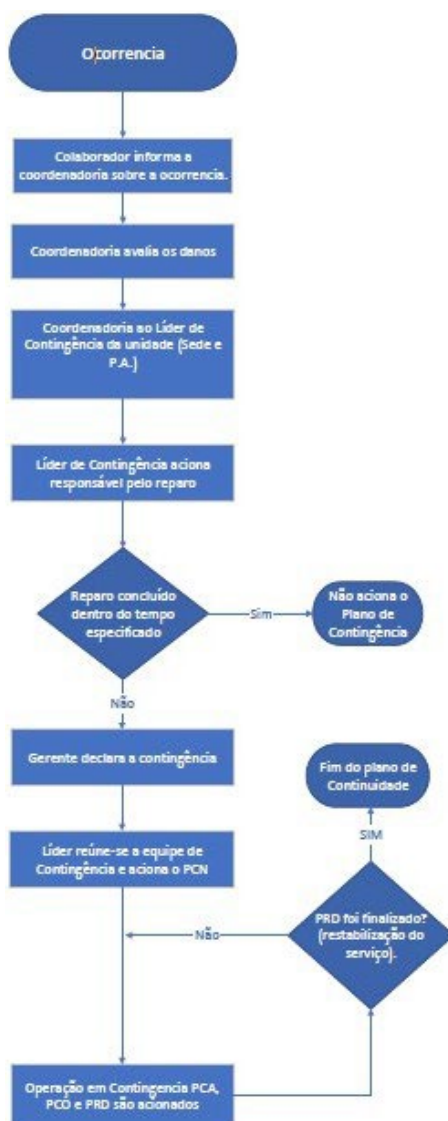 Ocorrencia
Colaborador informa a
coordenadoria sobre a ocorrencia.
Coordenadoria avalia os danos
Coordenadoria ao Líder de
Contingência da unidade (Sede e
P.A.)
Líder de Contingência aciona
responsável pelo reparo
Reparo concluído
dentro do tempo
especificado
Sim
Não aciona o
Plano de
Contingência
Não
Gerente declara a contingência
Líder reúne-se a equipe de
Contingência e aciona o PCN
Fim do plano de
Continuidade
SIM
PRD foi finalizado?
(restabilização do
serviço).
Não
Operação em Contingencia PCA,
PCO e PRD são acionados